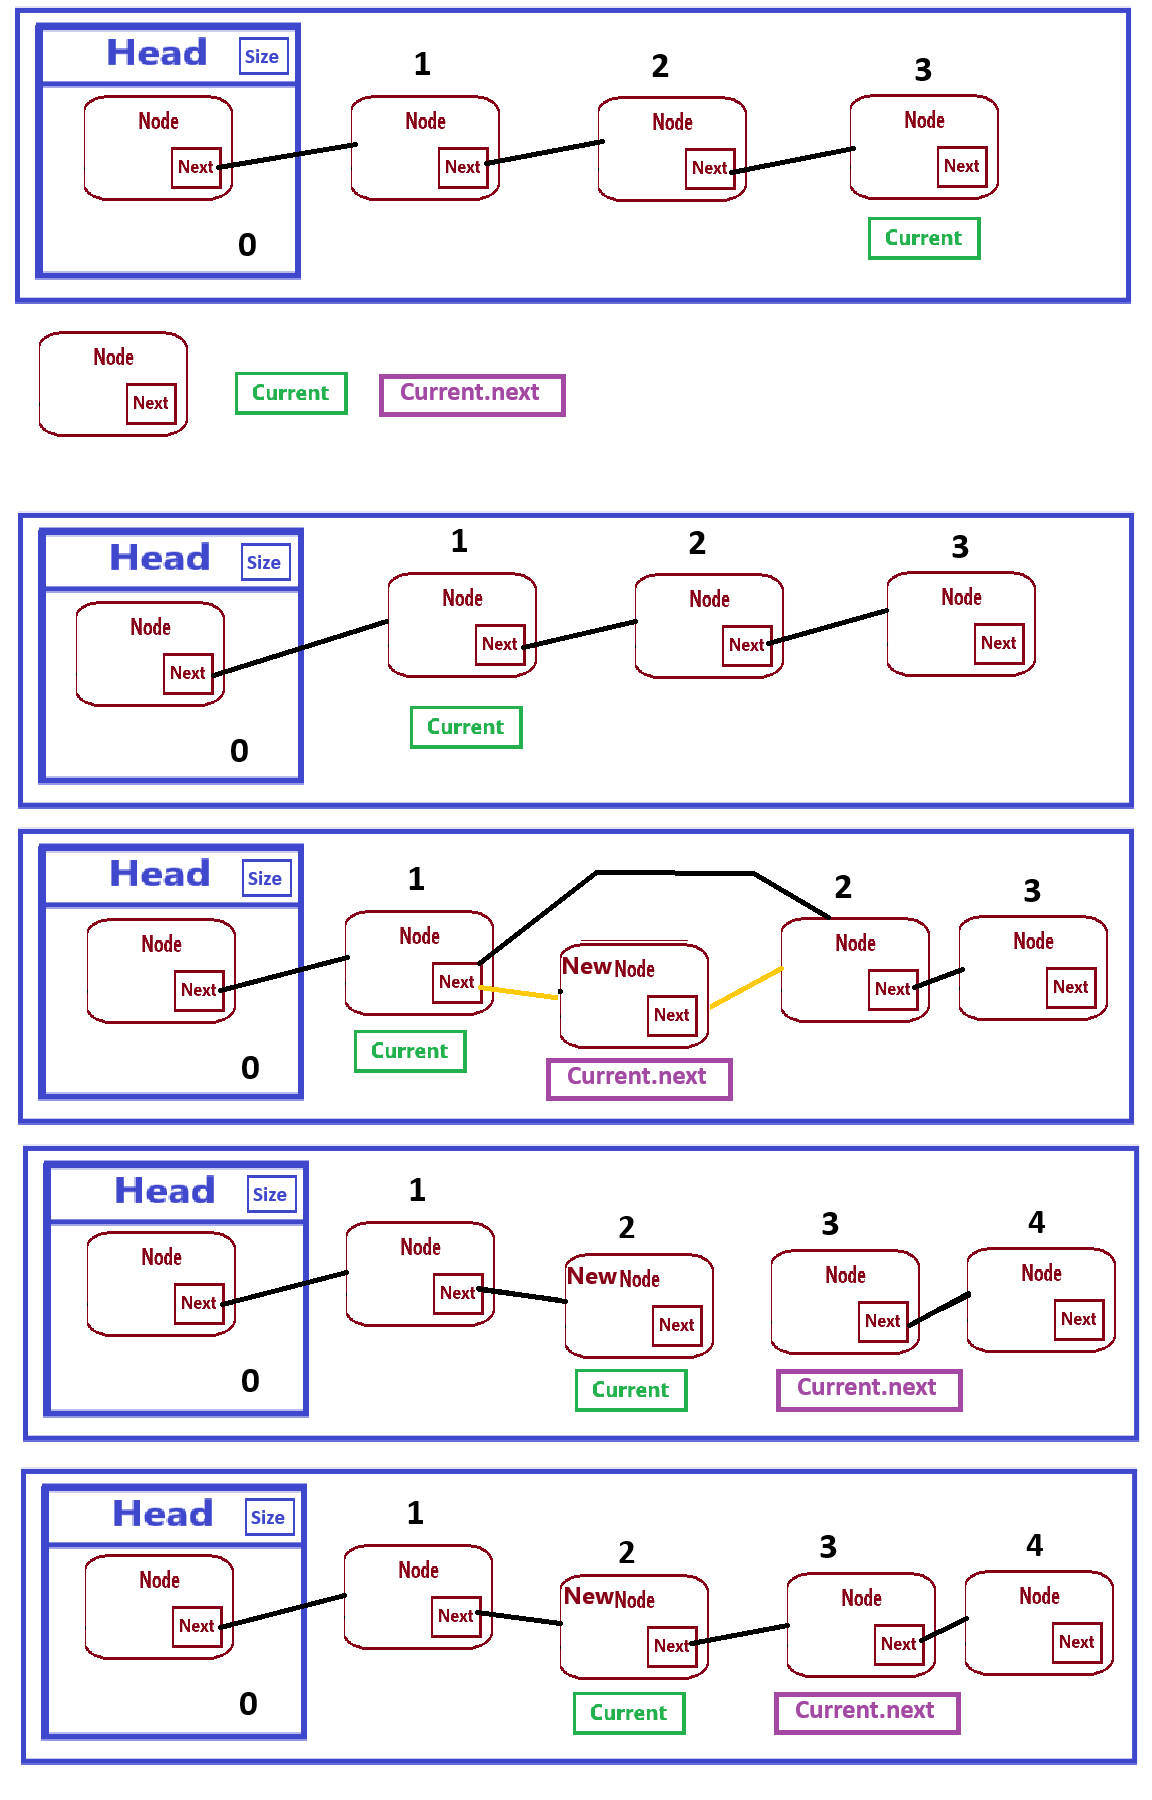 Head Size
1 2 3
Node Node Node Node
Next Next Next Next
Current
0
Node
Next
Current Current.next
Head Size
1 2 3
Node Node Node Node
Next Next Next Next
Current
0
Head Size
1 2 3
Node Node New Node Node Node
Next Next Next Next Next
Current Current.next
0
Head Size
1 2 3 4
Node Node New Node Node Node
Next Next Next Next Next
Current Current.next
0
Head Size
1 2 3 4
Node Node New Node Node Node
Next Next Next Next Next
Current Current.next
0